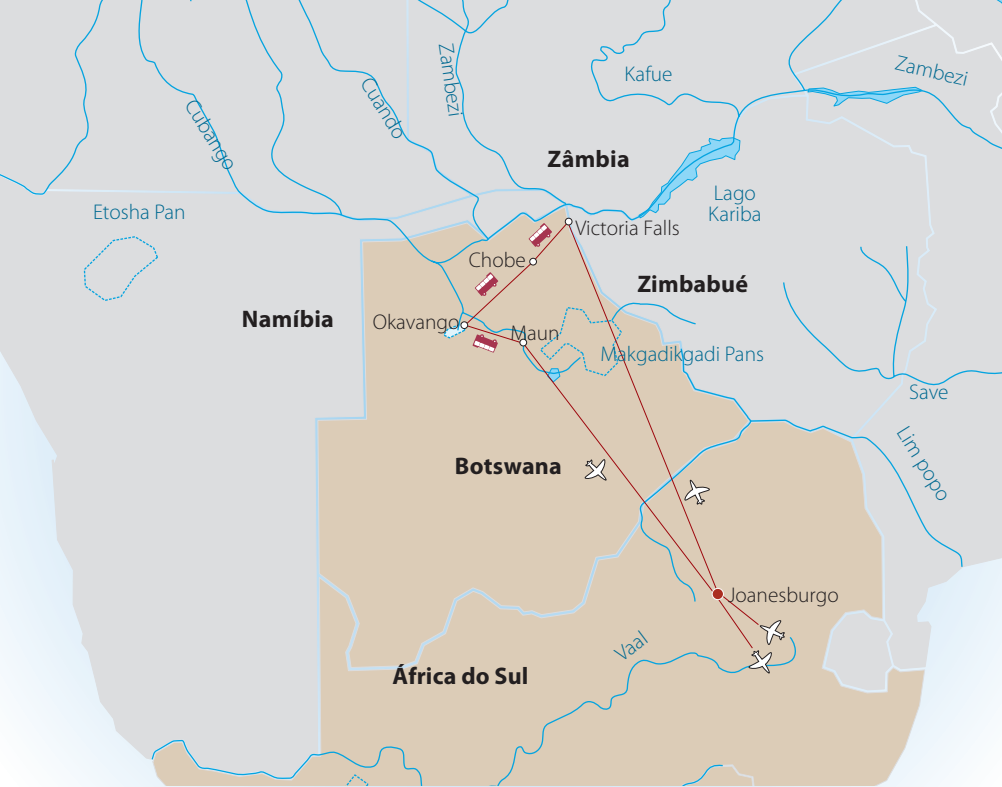 Zambezi
Kafue
Zambezi
Cuando
Cubango
Zâmbia
Lago
Kariba
Etosha Pan
Victoria Falls
Chobe
Zimbabué
Namíbia
Okavango
Maun
Makgadikgadi Pans
Save
Lim popo
Botswana
Joanesburgo
Vaal
África do Sul